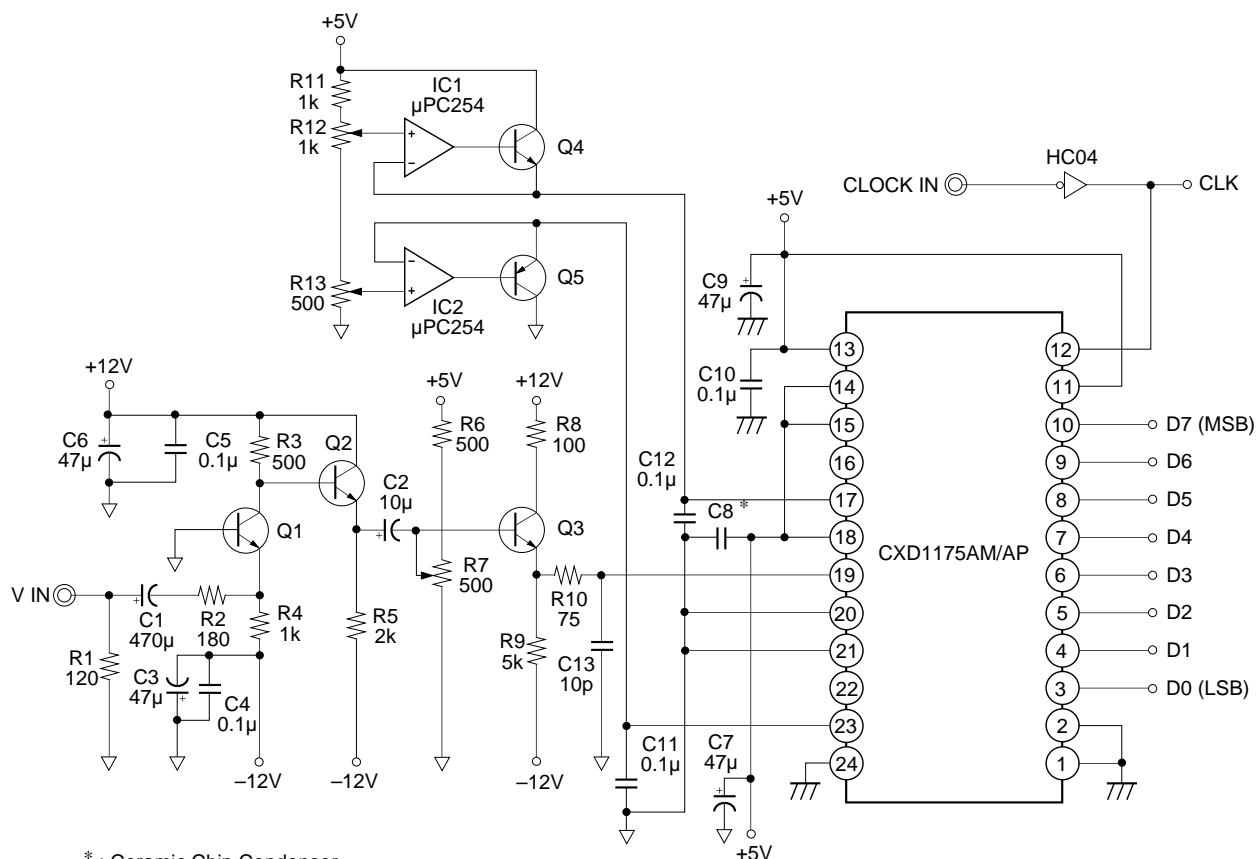 +5V
R11
1k
R12
1k
IC1
µPC254
+
−
Q4
−
+
Q5
R13
500
IC2
µPC254
HC04
CLOCK IN
CLK
+5V
+
C9
47µ
C10
0.1µ
+12V
+
C6
47µ
C5
0.1µ
R3
500
Q2
Q1
C2
10µ
+
+5V
R6
500
R7
500
+12V
R8
100
Q3
V IN
+
C1
470µ
R2
180
R4
1k
R1
120
C3
47µ
+
C4
0.1µ
–12V
R5
2k
–12V
R10
75
R9
5k
C13
10p
–12V
C12
0.1µ
C8 *
C11
0.1µ
C7
47µ
+
+5V
CXD1175AM/AP
13
14
15
16
17
18
19
20
21
22
23
24
12
11
10
9
8
7
6
5
4
3
2
1
D7 (MSB)
D6
D5
D4
D3
D2
D1
D0 (LSB)